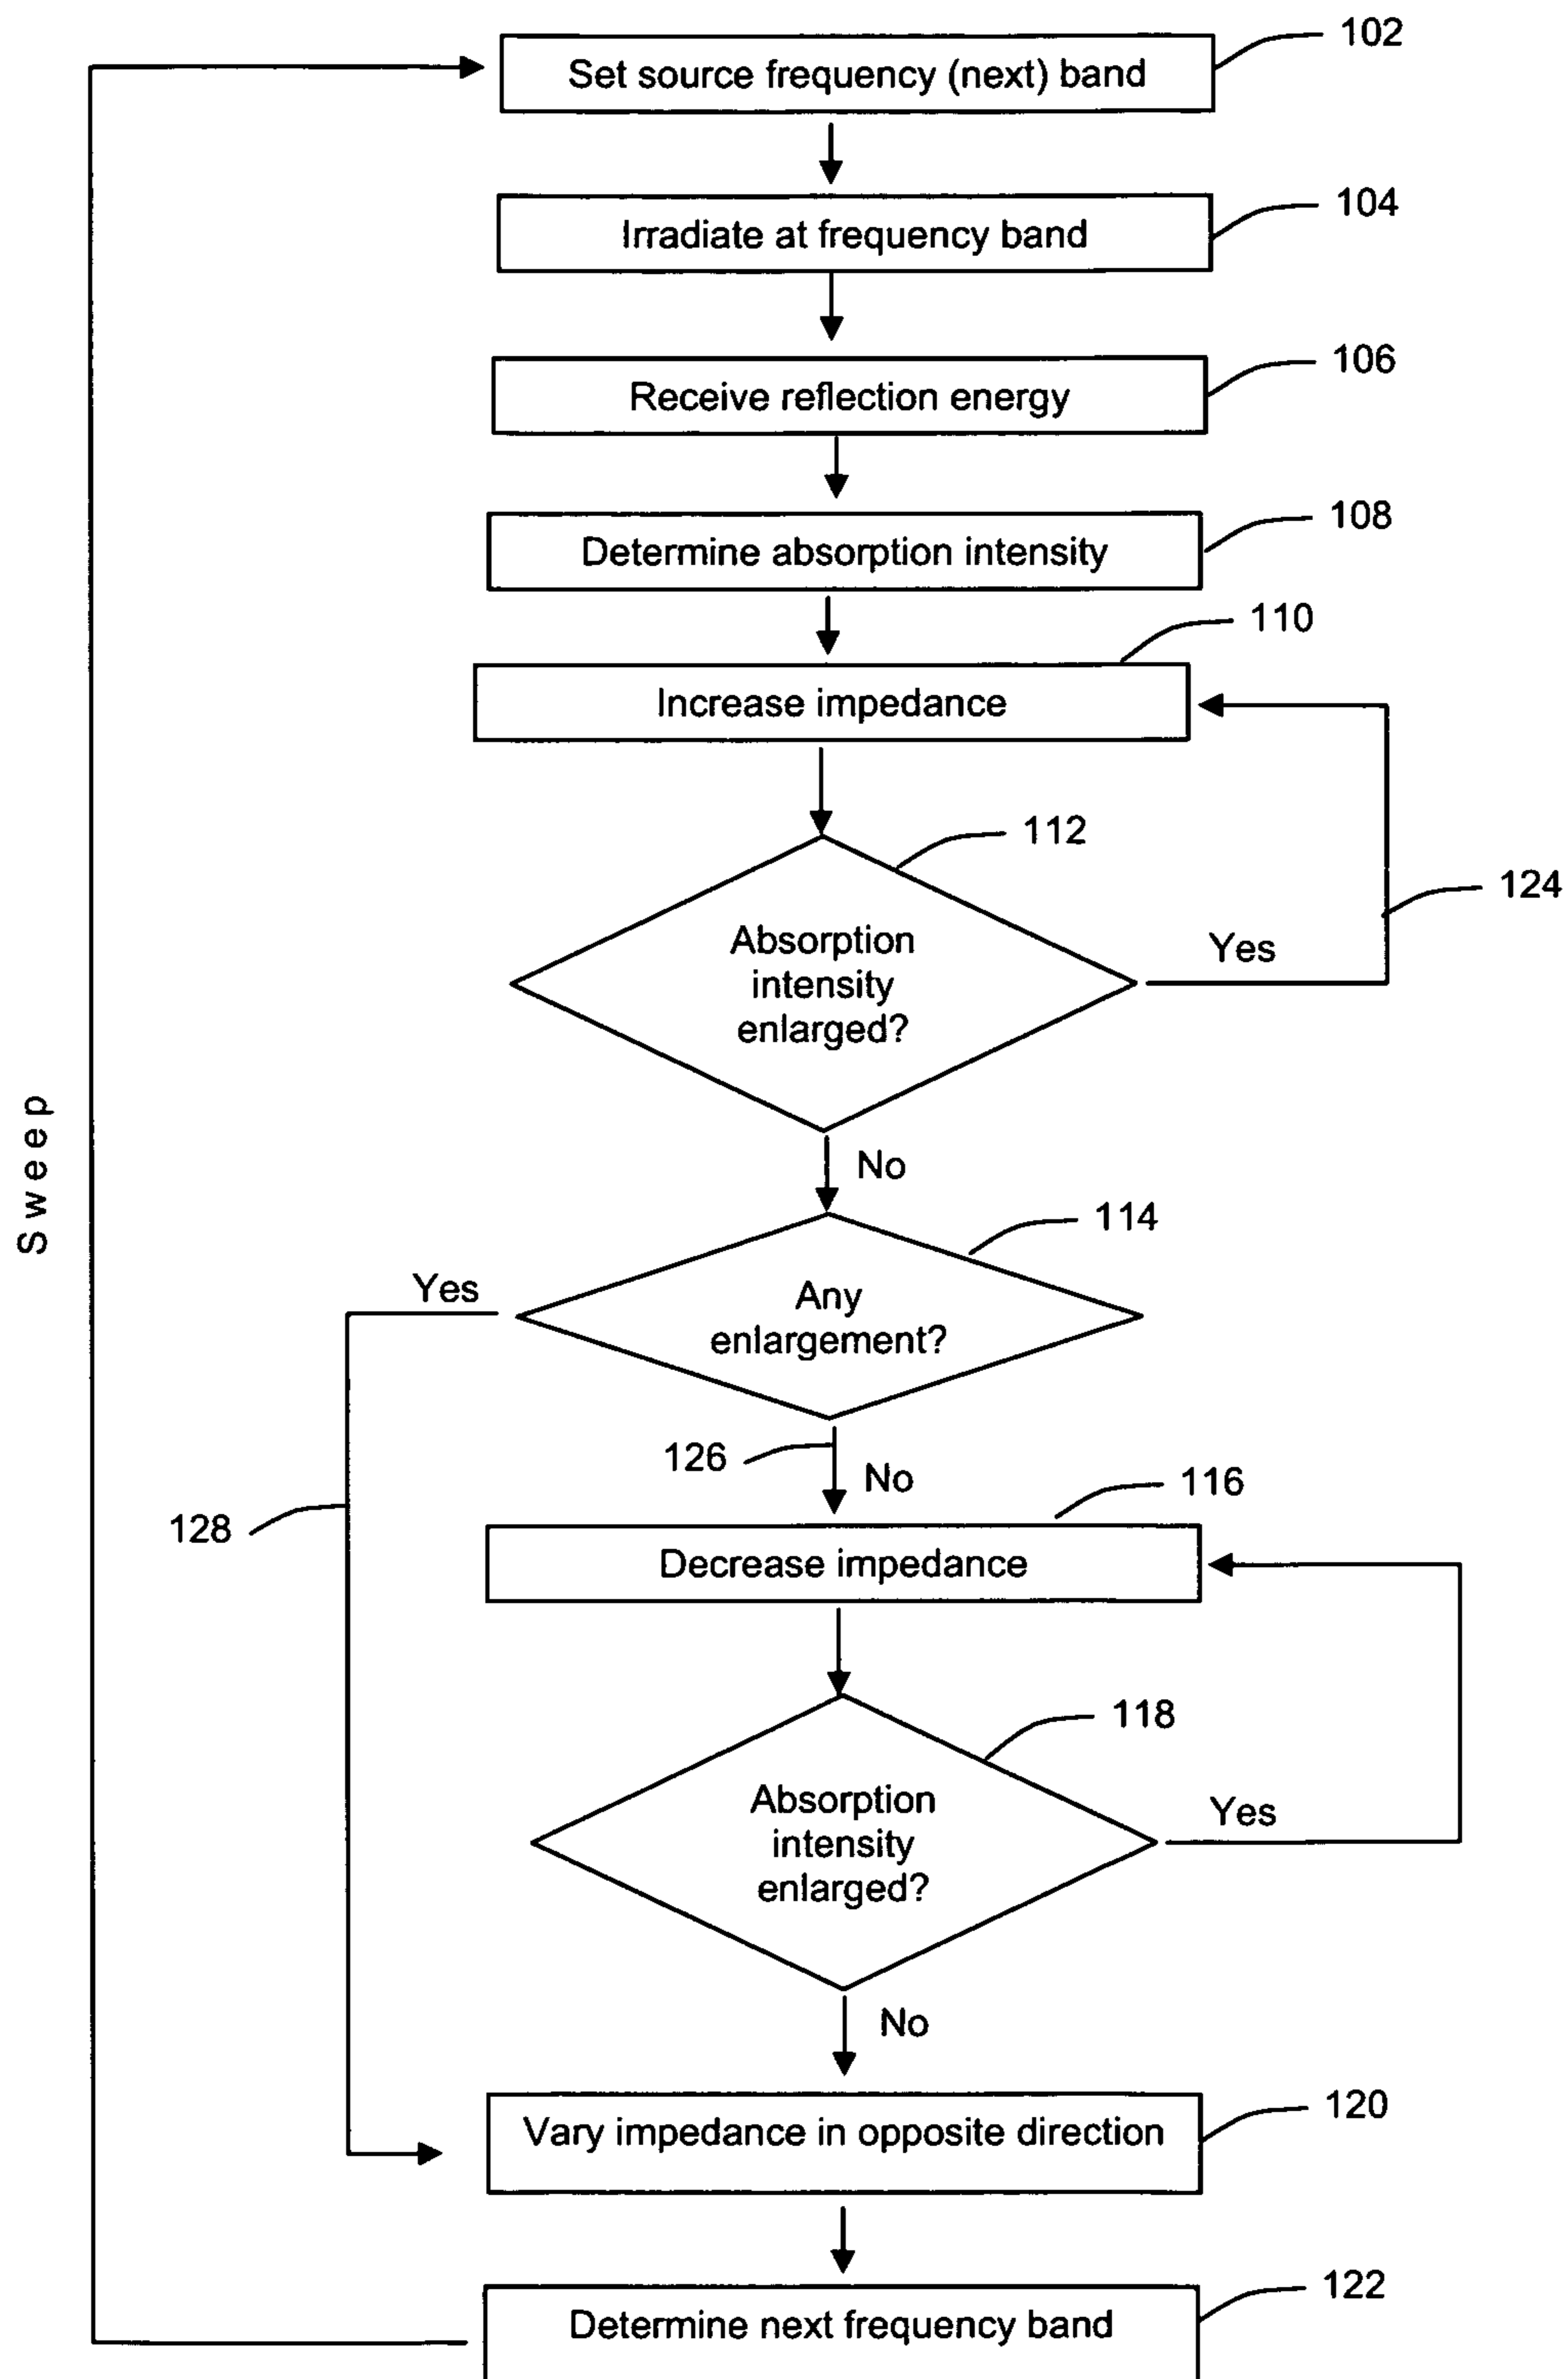 102
Set source frequency (next) band
104
Irradiate at frequency band
106
Receive reflection energy
108
Determine absorption intensity
110
Increase impedance
112
124
Absorption
intensity
enlarged?
Yes
Sweep
No
114
Yes
Any
enlargement?
126
No
116
128
Decrease impedance
118
Absorption
intensity
enlarged?
Yes
No
120
Vary impedance in opposite direction
122
Determine next frequency band